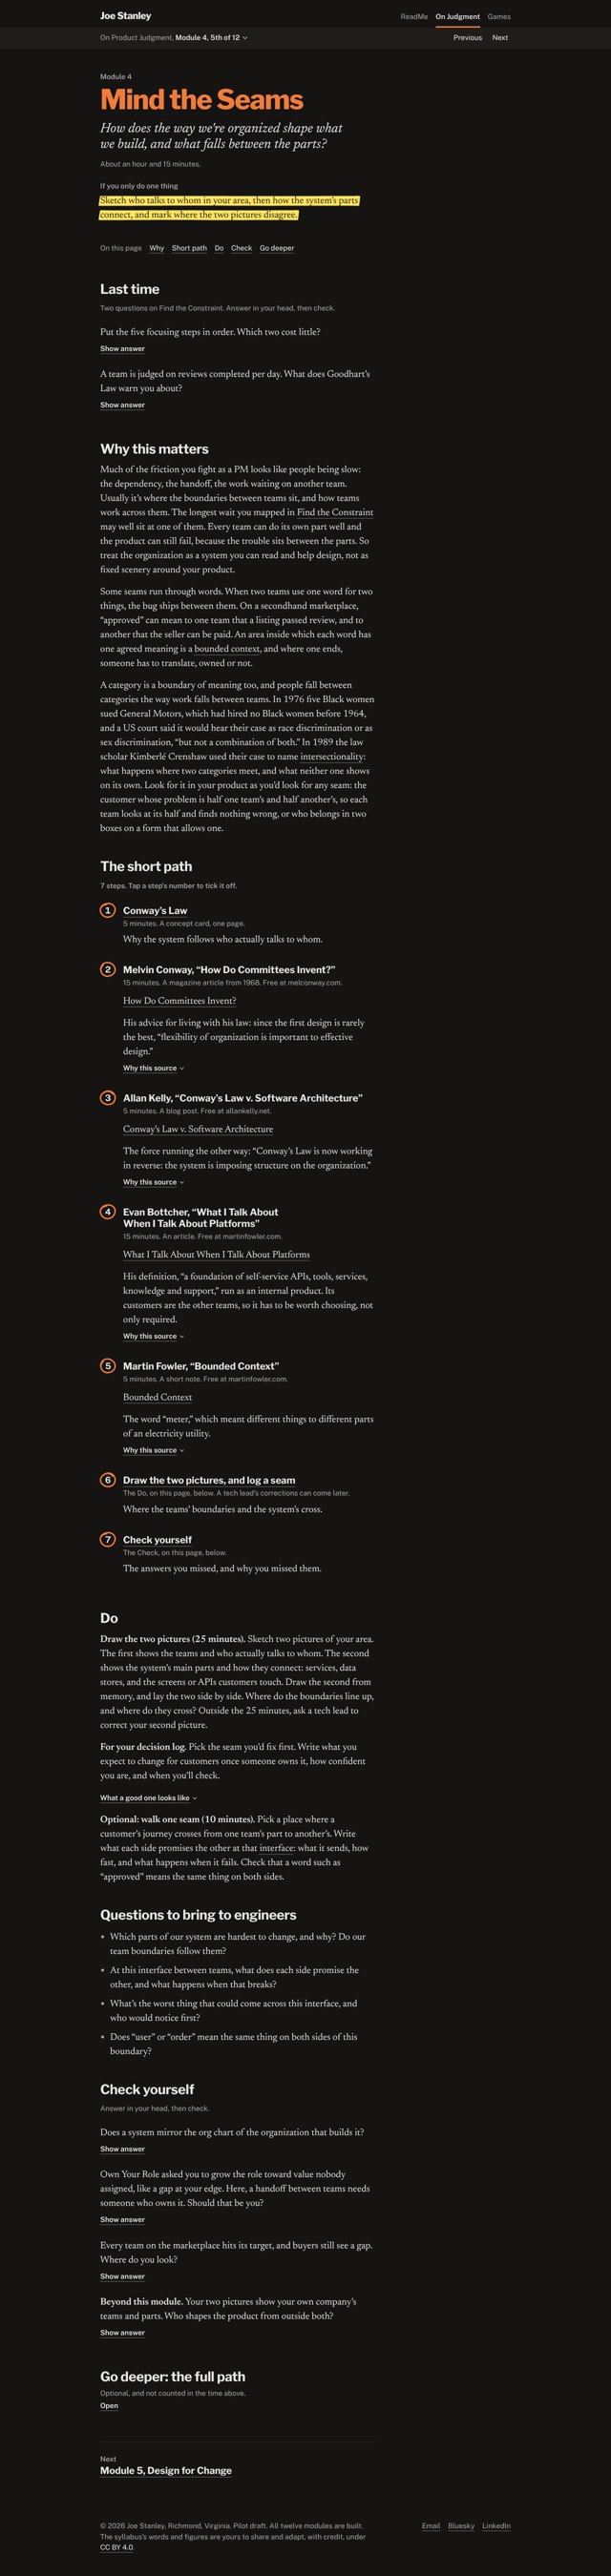 Joe Stanley
ReadMe On Judgment Games
On Product Judgment, Module 4, 5th of 12
Previous Next
Module 4
Mind the Seams
How does the way we're organized shape what
we build, and what falls between the parts?
About an hour and 15 minutes.
If you only do one thing
Sketch who talks to whom in your area, then how the system's parts
connect, and mark where the two pictures disagree.
On this page Why Short path Do Check Go deeper
Last time
Two questions on Find the Constraint. Answer in your head, then check.
Put the five focusing steps in order. Which two cost little?
Show answer
A team is judged on reviews completed per day. What does Goodhart's
Law warn you about?
Show answer
Why this matters
Much of the friction you fight as a PM looks like people being slow:
the dependency, the handoff, the work waiting on another team.
Usually it's where the boundaries between teams sit, and how teams
work across them. The longest wait you mapped in Find the Constraint
may well sit at one of them. Every team can do its own part well and
the product can still fail, because the trouble sits between the parts. So
treat the organization as a system you can read and help design, not as
fixed scenery around your product.
Some seams run through words. When two teams use one word for two
things, the bug ships between them. On a secondhand marketplace,
“approved” can mean to one team that a listing passed review, and to
another that the seller can be paid. An area inside which each word has
one agreed meaning is a bounded context, and where one ends,
someone has to translate, owned or not.
A category is a boundary of meaning too, and people fall between
categories the way work falls between teams. In 1976 five Black women
sued General Motors, which had hired no Black women before 1964,
and a US court said it would hear their case as race discrimination or as
sex discrimination, “but not a combination of both.” In 1989 the law
scholar Kimberlé Crenshaw used their case to name intersectionality:
what happens where two categories meet, and what neither one shows
on its own. Look for it in your product as you'd look for any seam: the
customer whose problem is half one team's and half another's, so each
team looks at its half and finds nothing wrong, or who belongs in two
boxes on a form that allows one.
The short path
7 steps. Tap a step's number to tick it off.
1 Conway's Law
5 minutes. A concept card, one page.
Why the system follows who actually talks to whom.
2 Melvin Conway, “How Do Committees Invent?”
15 minutes. A magazine article from 1968. Free at melconway.com.
How Do Committees Invent?
His advice for living with his law: since the first design is rarely
the best, “flexibility of organization is important to effective
design.”
Why this source
3 Allan Kelly, “Conway's Law v. Software Architecture”
5 minutes. A blog post. Free at allankelly.net.
Conway's Law v. Software Architecture
The force running the other way: “Conway's Law is now working
in reverse: the system is imposing structure on the organization.”
Why this source
4 Evan Bottcher, “What I Talk About
When I Talk About Platforms”
15 minutes. An article. Free at martinfowler.com.
What I Talk About When I Talk About Platforms
His definition, “a foundation of self-service APIs, tools, services,
knowledge and support,” run as an internal product. Its
customers are the other teams, so it has to be worth choosing, not
only required.
Why this source
5 Martin Fowler, “Bounded Context”
5 minutes. A short note. Free at martinfowler.com.
Bounded Context
The word “meter,” which meant different things to different parts
of an electricity utility.
Why this source
6 Draw the two pictures, and log a seam
The Do, on this page, below. A tech lead's corrections can come later.
Where the teams' boundaries and the system's cross.
7 Check yourself
The Check, on this page, below.
The answers you missed, and why you missed them.
Do
Draw the two pictures (25 minutes). Sketch two pictures of your area.
The first shows the teams and who actually talks to whom. The second
shows the system's main parts and how they connect: services, data
stores, and the screens or APIs customers touch. Draw the second from
memory, and lay the two side by side. Where do the boundaries line up,
and where do they cross? Outside the 25 minutes, ask a tech lead to
correct your second picture.
For your decision log. Pick the seam you'd fix first. Write what you
expect to change for customers once someone owns it, how confident
you are, and when you'll check.
What a good one looks like
Optional: walk one seam (10 minutes). Pick a place where a
customer's journey crosses from one team's part to another's. Write
what each side promises the other at that interface: what it sends, how
fast, and what happens when it fails. Check that a word such as
“approved” means the same thing on both sides.
Questions to bring to engineers
• Which parts of our system are hardest to change, and why? Do our
team boundaries follow them?
• At this interface between teams, what does each side promise the
other, and what happens when that breaks?
• What's the worst thing that could come across this interface, and
who would notice first?
• Does “user” or “order” mean the same thing on both sides of this
boundary?
Check yourself
Answer in your head, then check.
Does a system mirror the org chart of the organization that builds it?
Show answer
Own Your Role asked you to grow the role toward value nobody
assigned, like a gap at your edge. Here, a handoff between teams needs
someone who owns it. Should that be you?
Show answer
Every team on the marketplace hits its target, and buyers still see a gap.
Where do you look?
Show answer
Beyond this module. Your two pictures show your own company's
teams and parts. Who shapes the product from outside both?
Show answer
Go deeper: the full path
Optional, and not counted in the time above.
Open
Next
Module 5, Design for Change
© 2026 Joe Stanley, Richmond, Virginia. Pilot draft. All twelve modules are built.
The syllabus's words and figures are yours to share and adapt, with credit, under
CC BY 4.0.
Email Bluesky LinkedIn